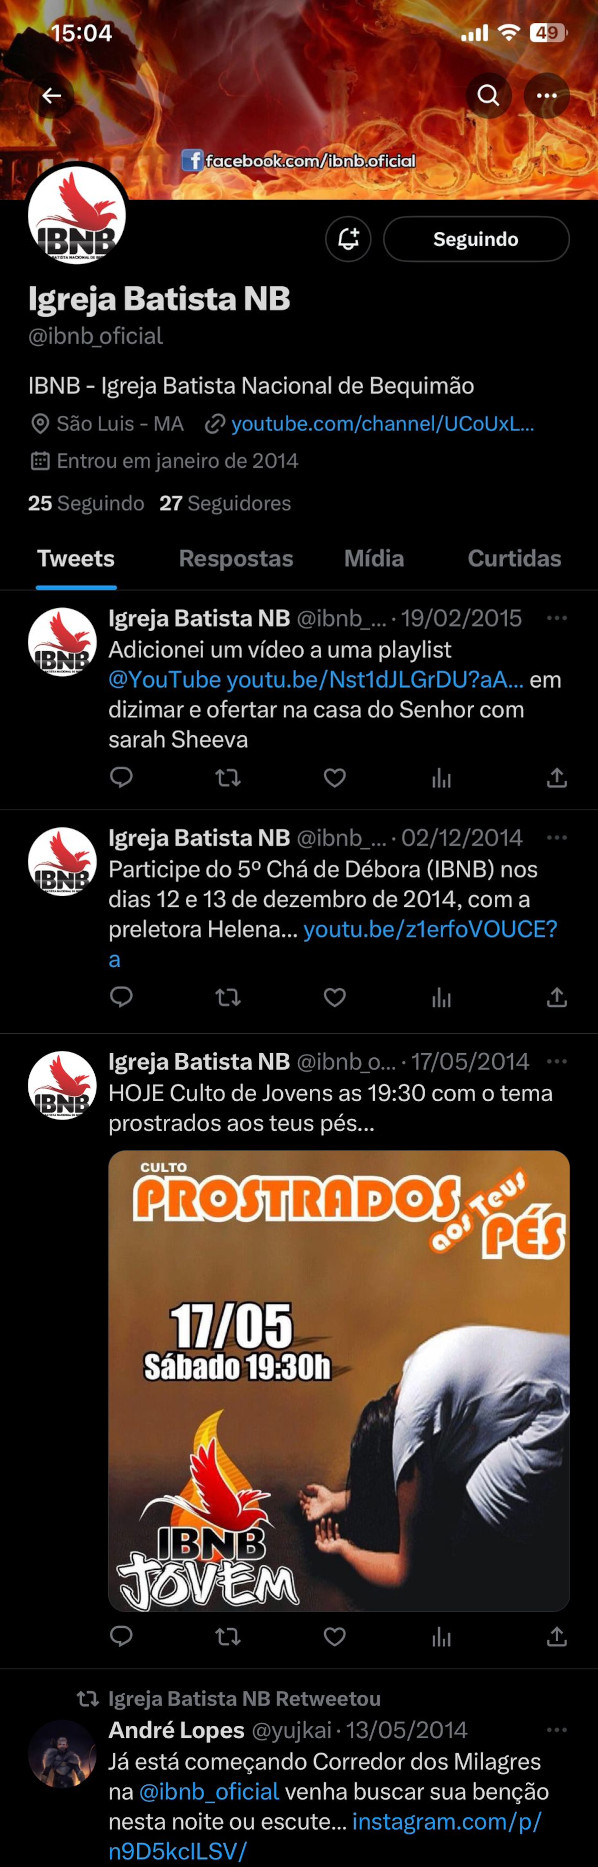 15:04
49
JESUS
facebook.com/ibnb.oficial
IBNB
Seguindo
Igreja Batista NB
@ibnb_oficial
IBNB - Igreja Batista Nacional de Bequimão
São Luis - MA youtube.com/channel/UCoUxL...
Entrou em janeiro de 2014
25 Seguindo 27 Seguidores
Tweets Respostas Mídia Curtidas
IBNB
Igreja Batista NB @ibnb_... · 19/02/2015
Adicionei um vídeo a uma playlist
@YouTube youtu.be/Nst1dJLGrDU?aA... em
dizimar e ofertar na casa do Senhor com
sarah Sheeva
IBNB
Igreja Batista NB @ibnb_... · 02/12/2014
Participe do 5º Chá de Débora (IBNB) nos
dias 12 e 13 de dezembro de 2014, com a
preletora Helena... youtu.be/z1erfoVOUCE?
a
IBNB
Igreja Batista NB @ibnb_o... · 17/05/2014
HOJE Culto de Jovens as 19:30 com o tema
prostrados aos teus pés...
CULTO
PROSTRADOS
aos Teus
PÉS
17/05
Sábado 19:30h
IBNB
JOVEM
Igreja Batista NB Retweetou
André Lopes @yujkai · 13/05/2014
Já está começando Corredor dos Milagres
na @ibnb_oficial venha buscar sua benção
nesta noite ou escute... instagram.com/p/
n9D5kcILSV/